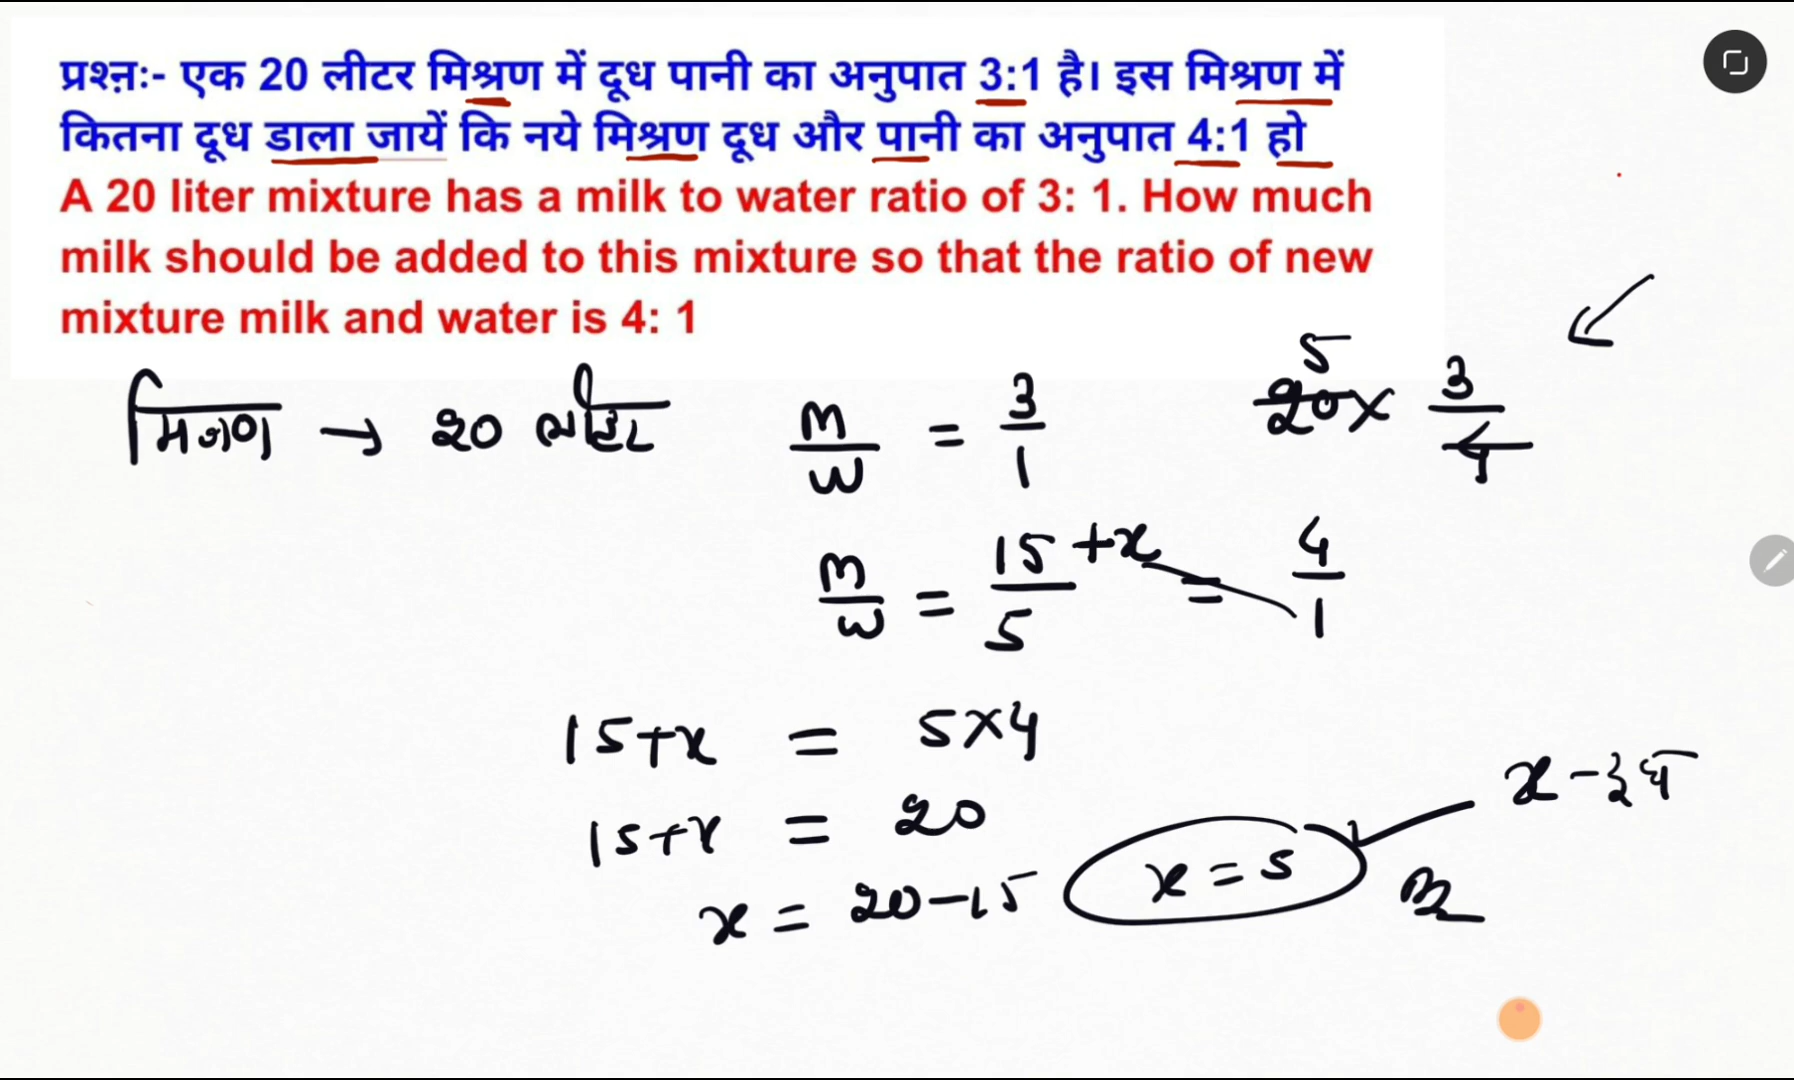 प्रश्ऩः- एक 20 लीटर मिश्रण में दूध पानी का अनुपात 3:1 है। इस मिश्रण में
कितना दूध डाला जायें कि नये मिश्रण दूध और पानी का अनुपात 4:1 हो
A 20 liter mixture has a milk to water ratio of 3: 1. How much
milk should be added to this mixture so that the ratio of new
mixture milk and water is 4: 1
मिश्रण → 20 लीटर m/w = 3/1 5 20 × 3/4
m/w = 15+x/5 = 4/1
15+x = 5×4
15+x = 20
x = 20-15 x = 5 x - दूध